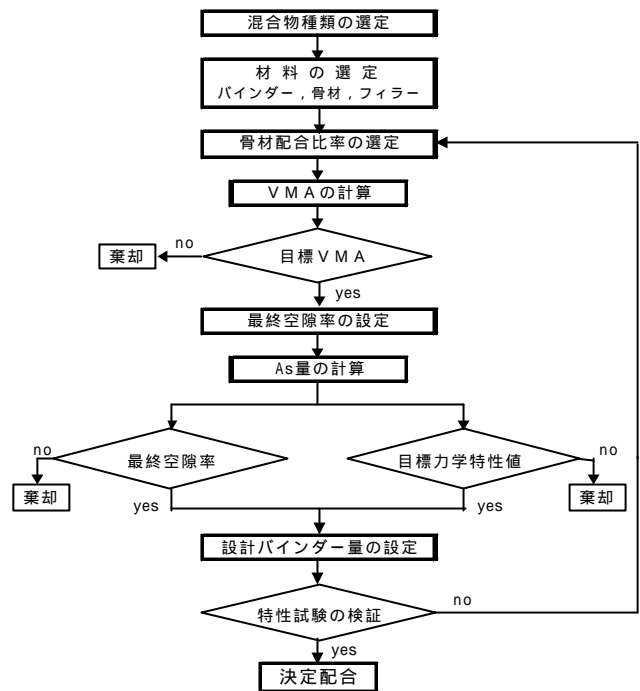 混合物種類の選定
材料の選定
バインダー，骨材，フィラー
骨材配合比率の選定
ＶＭＡの計算
no
棄却
目標ＶＭＡ
yes
最終空隙率の設定
As量の計算
no
最終空隙率
目標力学特性値
no
棄却
yes
yes
棄却
設計バインダー量の設定
特性試験の検証
no
yes
決定配合